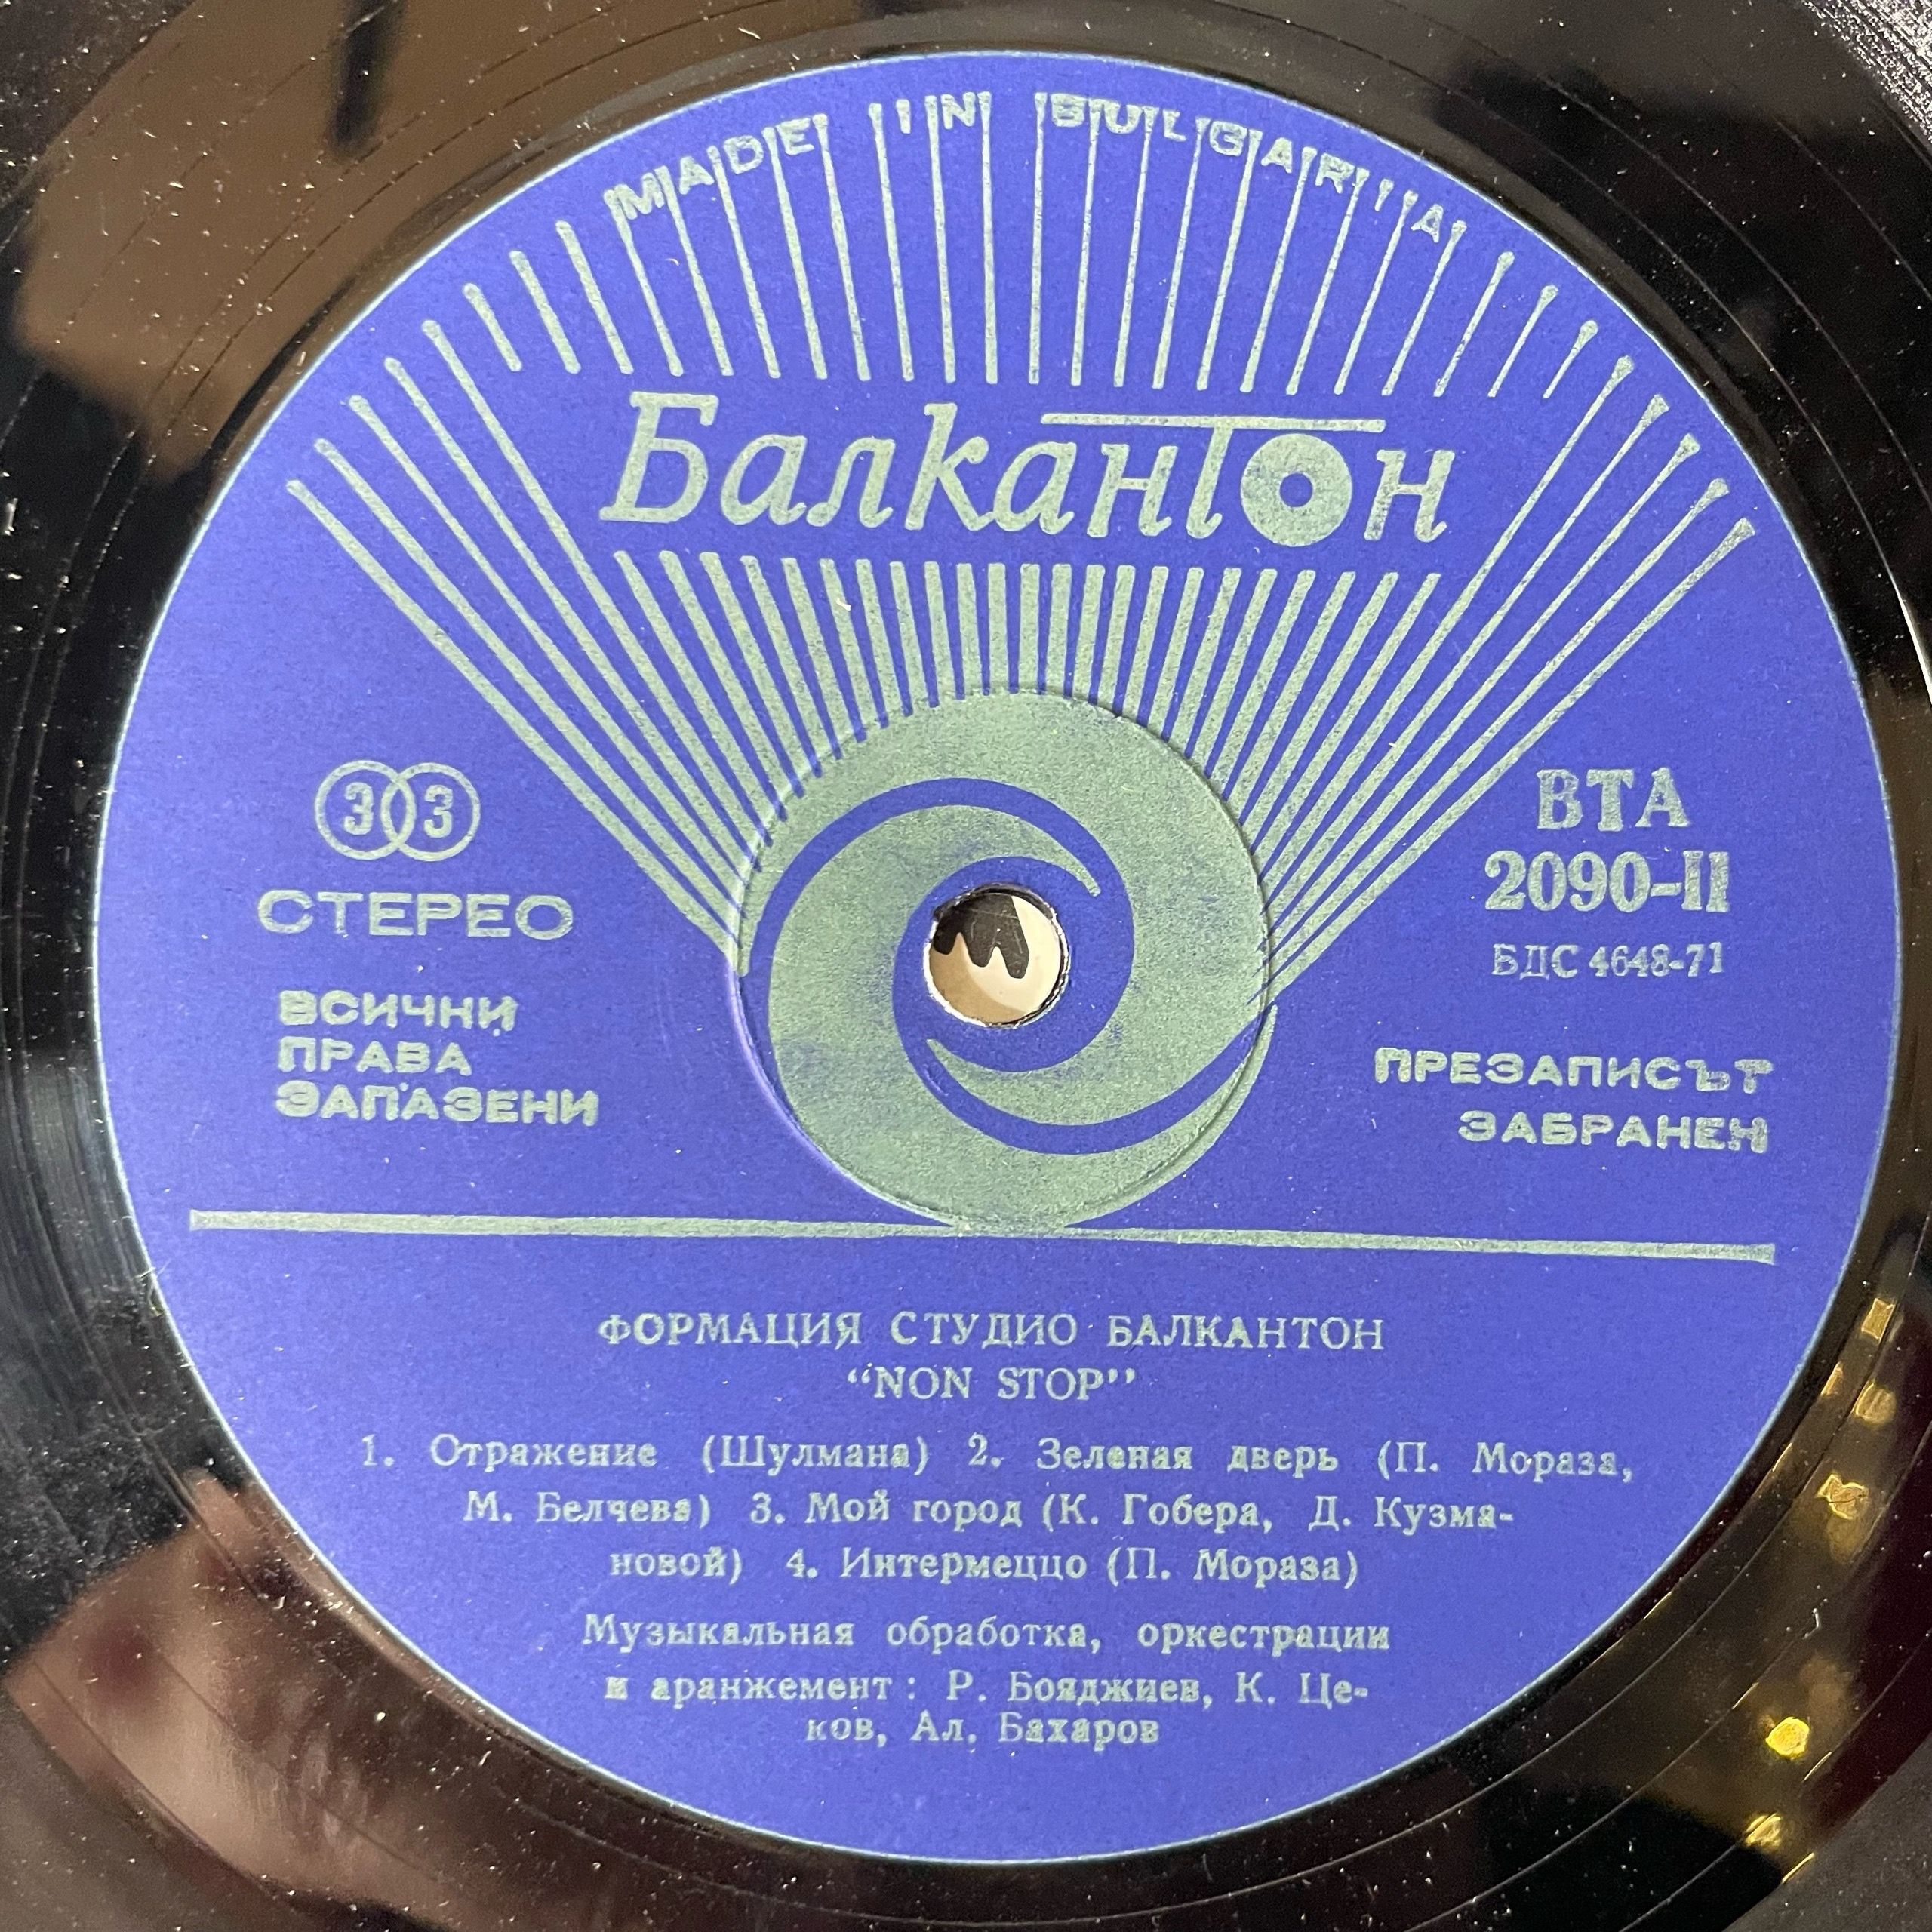 MADE IN BULGARIA
Балкантон
33
СТЕРЕО
ВСИЧНИ
ПРАВА
ЗАПАЗЕНИ
ВТА
2090-II
БДС 4648-71
ПРЕЗАПИСЪТ
ЗАБРАНЕН
ФОРМАЦИЯ СТУДИО БАЛКАНТОН
“NON STOP”
1. Отражение (Шулмана) 2. Зеленая дверь (П. Мораза,
М. Белчева) 3. Мой город (К. Гобера, Д. Кузма-
новой) 4. Интермеццо (П. Мораза)
Музыкальная обработка, оркестрации
и аранжемент : Р. Бояджиев, К. Це-
ков, Ал. Бахаров